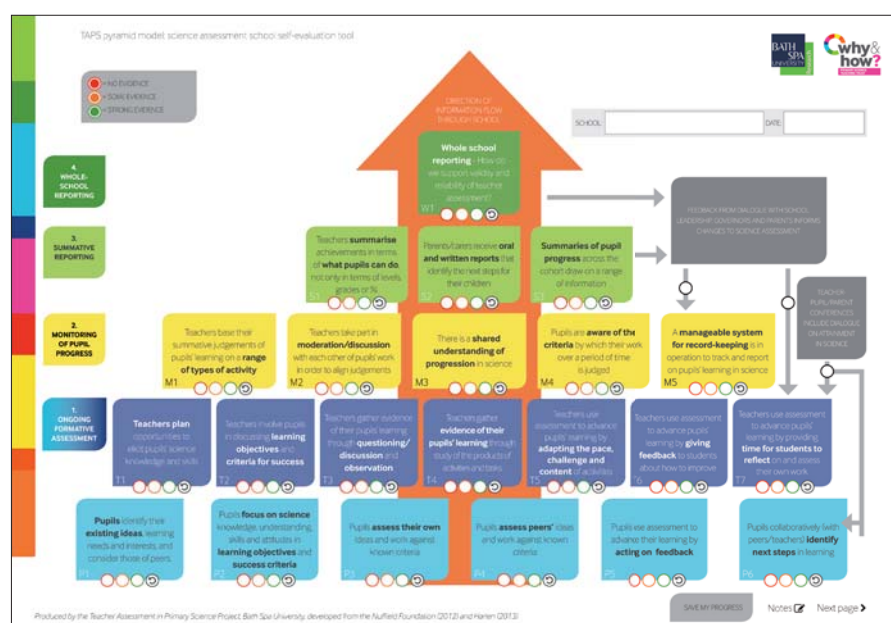 TAPS pyramid model science assessment school self-evaluation tool
BATH
SPA
UNIVERSITY
Research
why&
how?
= NO EVIDENCE
= SOME EVIDENCE
= STRONG EVIDENCE
DIRECTION OF
INFORMATION FLOW
THROUGH SCHOOL
SCHOOL:
DATE:
4.
WHOLE-
SCHOOL
REPORTING
Whole school
reporting - How do
we support validity and
reliability of teacher
assessment?
W1
FEEDBACK FROM DIALOGUE WITH SCHOOL
LEADERSHIP, GOVERNORS AND PARENTS INFORMS
CHANGES TO SCIENCE ASSESSMENT
3.
SUMMATIVE
REPORTING
Teachers summarise
achievements in terms
of what pupils can do,
not only in terms of levels,
grades or %
S1
Parents/carers receive oral
and written reports that
identify the next steps for
their children
S2
Summaries of pupil
progress across the
cohort draw on a range
of information
S3
TEACHER
PUPIL/PARENT
CONFERENCES
INCLUDE DIALOGUE
ON ATTAINMENT
IN SCIENCE
2.
MONITORING
OF PUPIL
PROGRESS
Teachers base their
summative judgements of
pupils' learning on a range
of types of activity
M1
Teachers take part in
moderation/discussion
with each other of pupils' work
in order to align judgements
M2
There is a shared
understanding of
progression in science
M3
Pupils are aware of the
criteria by which their work
over a period of time
is judged
M4
A manageable system
for record-keeping is
in operation to track and report
on pupils' learning in science
M5
1.
ONGOING
FORMATIVE
ASSESSMENT
Teachers plan
opportunities to
elicit pupils' science
knowledge and skills
T1
Teachers involve pupils
in discussing learning
objectives and
criteria for success
T2
Teachers gather evidence
of their pupils' learning
through questioning/
discussion and
observation
T3
Teachers gather
evidence of their
pupils' learning through
study of the products of
activities and tasks
T4
Teachers use
assessment to advance
pupils' learning by
adapting the pace,
challenge and
content of activities
T5
Teachers use assessment
to advance pupils'
learning by giving
feedback to students
about how to improve
T6
Teachers use assessment
to advance pupils'
learning by providing
time for students to
reflect on and assess
their own work
T7
Pupils identify their
existing ideas, learning
needs and interests, and
consider those of peers.
P1
Pupils focus on science
knowledge, understanding,
skills and attitudes in
learning objectives and
success criteria
P2
Pupils assess their own
ideas and work against
known criteria
P3
Pupils assess peers' ideas
and work against known
criteria
P4
Pupils use assessment to
advance their learning by
acting on feedback
P5
Pupils collaboratively (with
peers/teachers) identify
next steps in learning
P6
SAVE MY PROGRESS
Notes
Next page
Produced by the Teacher Assessment in Primary Science Project, Bath Spa University, developed from the Nuffield Foundation (2012) and Harlen (2013)